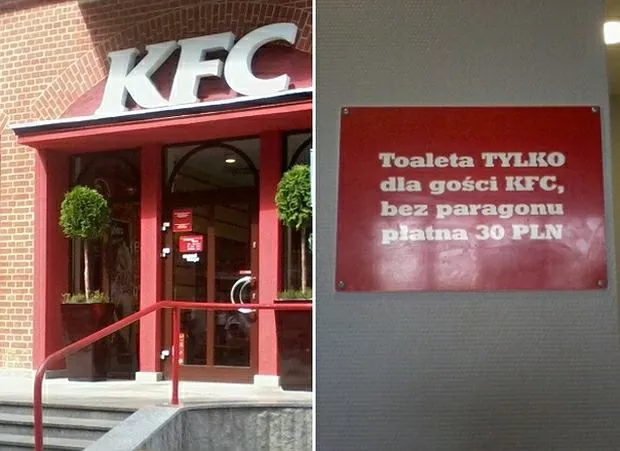 KFC
Toaleta TYLKO
dla gości KFC,
bez paragonu
płatna 30 PLN